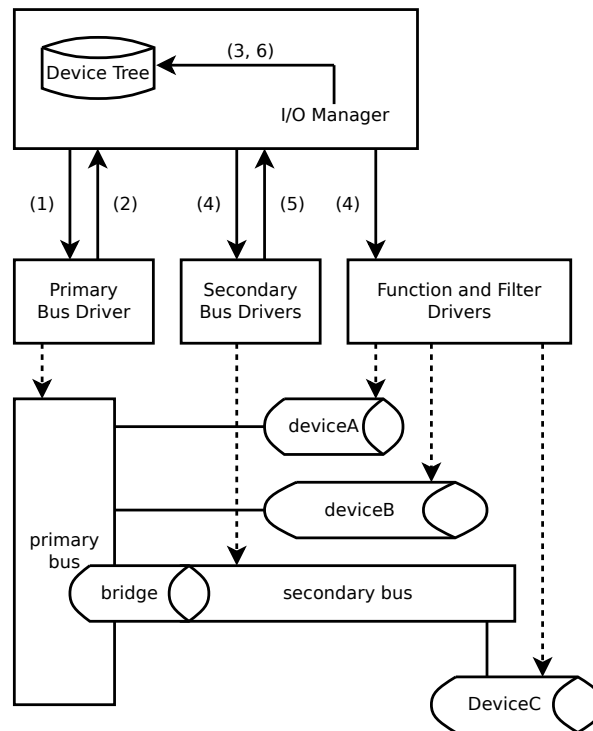 (3, 6)
Device Tree
I/O Manager
(1)
(2)
(4)
(5)
(4)
Primary
Bus Driver
Secondary
Bus Drivers
Function and Filter
Drivers
deviceA
deviceB
primary
bus
bridge
secondary bus
DeviceC